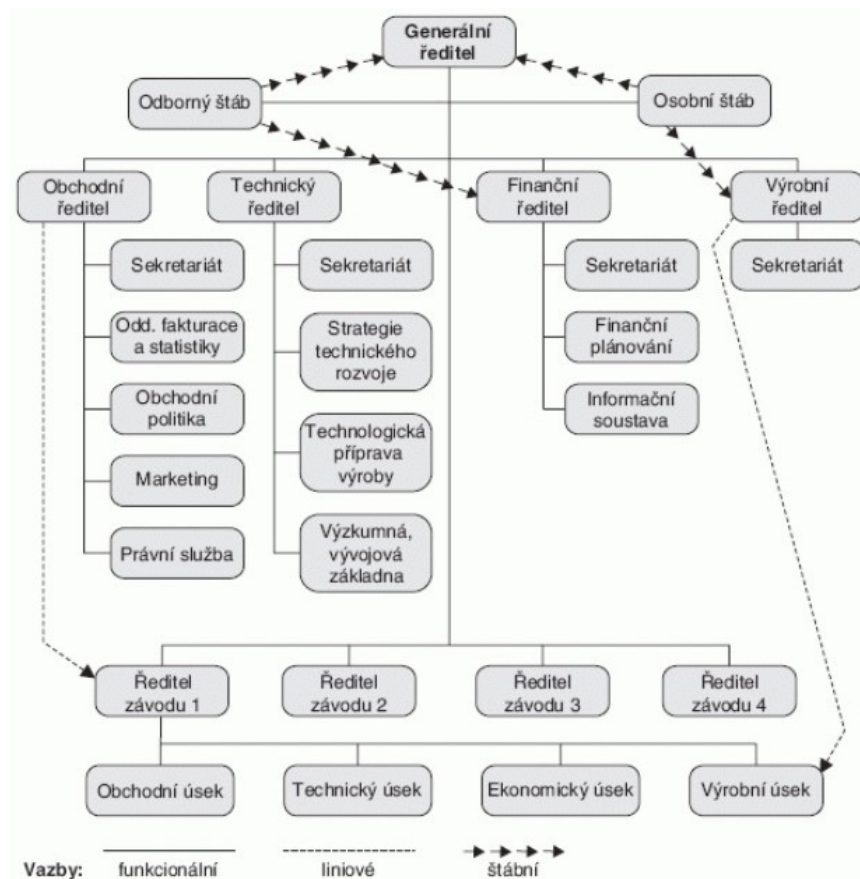 Generální
ředitel
Odborný štáb
Osobní štáb
Obchodní
ředitel
Technický
ředitel
Finanční
ředitel
Výrobní
ředitel
Sekretariát
Sekretariát
Sekretariát
Sekretariát
Odd. fakturace
a statistiky
Strategie
technického
rozvoje
Finanční
plánování
Obchodní
politika
Technologická
příprava
výroby
Informační
soustava
Marketing
Výzkumná,
vývojová
základna
Právní služba
Ředitel
závodu 1
Ředitel
závodu 2
Ředitel
závodu 3
Ředitel
závodu 4
Obchodní úsek
Technický úsek
Ekonomický úsek
Výrobní úsek
Vazby: funkcionální liniové štábní